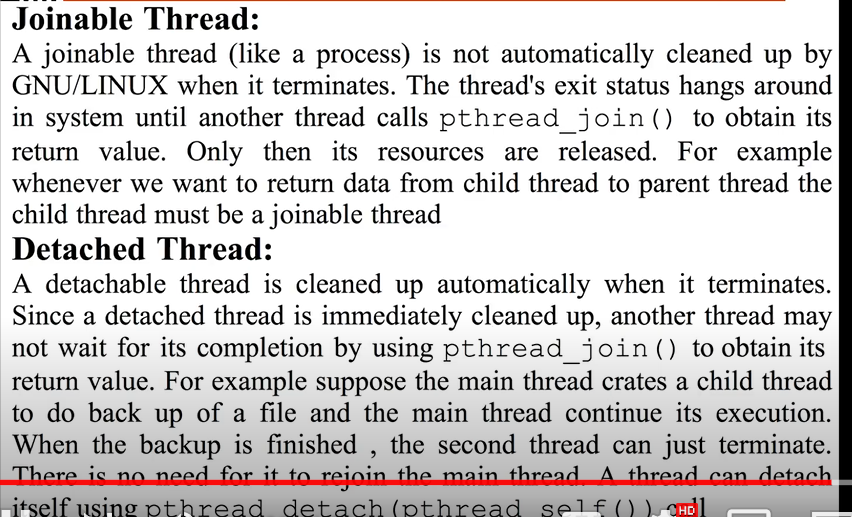 Joinable Thread:
A joinable thread (like a process) is not automatically cleaned up by
GNU/LINUX when it terminates. The thread's exit status hangs around
in system until another thread calls pthread_join() to obtain its
return value. Only then its resources are released. For example
whenever we want to return data from child thread to parent thread the
child thread must be a joinable thread
Detached Thread:
A detachable thread is cleaned up automatically when it terminates.
Since a detached thread is immediately cleaned up, another thread may
not wait for its completion by using pthread_join() to obtain its
return value. For example suppose the main thread crates a child thread
to do back up of a file and the main thread continue its execution.
When the backup is finished , the second thread can just terminate.
There is no need for it to rejoin the main thread. A thread can detach
itself using pthread_detach(pthread_self())
HD